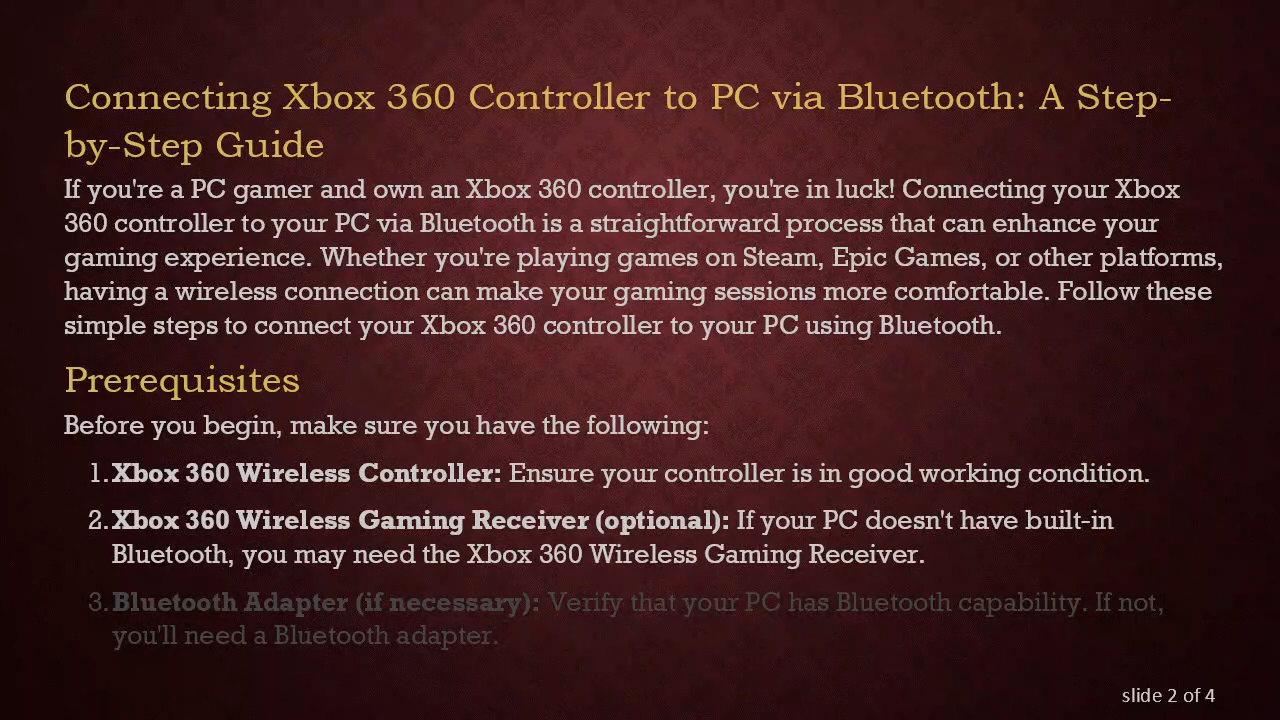 Connecting Xbox 360 Controller to PC via Bluetooth: A Step-
by-Step Guide
If you're a PC gamer and own an Xbox 360 controller, you're in luck! Connecting your Xbox
360 controller to your PC via Bluetooth is a straightforward process that can enhance your
gaming experience. Whether you're playing games on Steam, Epic Games, or other platforms,
having a wireless connection can make your gaming sessions more comfortable. Follow these
simple steps to connect your Xbox 360 controller to your PC using Bluetooth.
Prerequisites
Before you begin, make sure you have the following:
1. Xbox 360 Wireless Controller: Ensure your controller is in good working condition.
2. Xbox 360 Wireless Gaming Receiver (optional): If your PC doesn't have built-in
Bluetooth, you may need the Xbox 360 Wireless Gaming Receiver.
3. Bluetooth Adapter (if necessary): Verify that your PC has Bluetooth capability. If not,
you'll need a Bluetooth adapter.
slide 2 of 4